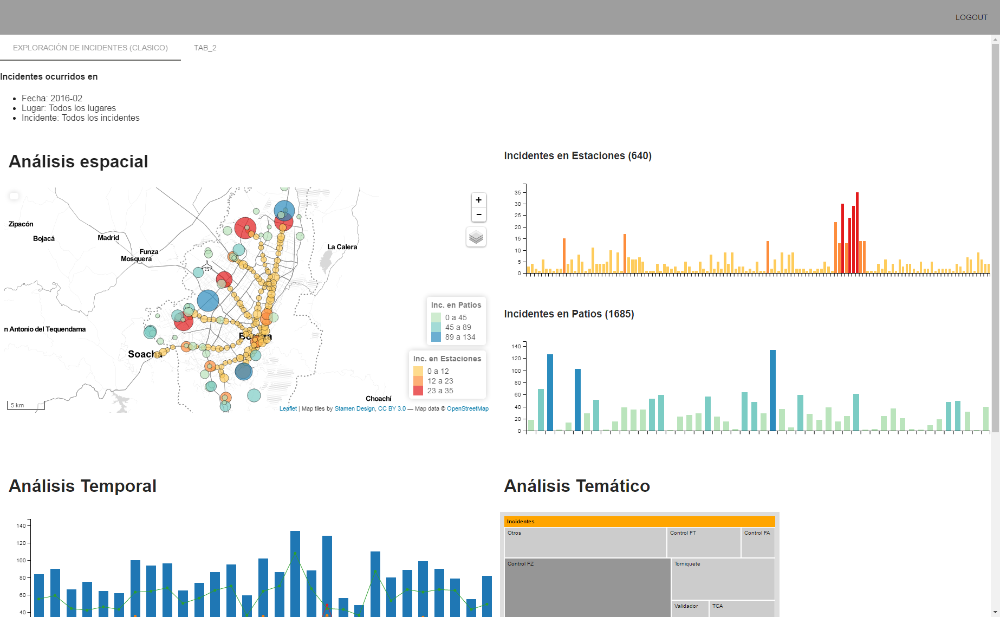 LOGOUT
EXPLORACIÓN DE INCIDENTES (CLASICO) TAB_2
Incidentes ocurridos en
Fecha: 2016-02
Lugar: Todos los lugares
Incidente: Todos los incidentes
Análisis espacial
Zipacón
Bojacá
Madrid
Funza
Mosquera
La Calera
n Antonio del Tequendama
Soacha
Choachí
+
−
Inc. en Patios
0 a 45
45 a 89
89 a 134
Inc. en Estaciones
0 a 12
12 a 23
23 a 35
5 km
Leaflet | Map tiles by Stamen Design, CC BY 3.0 — Map data © OpenStreetMap
Incidentes en Estaciones (640)
35
30
25
20
15
10
5
0
Incidentes en Patios (1685)
140
120
100
80
60
40
20
0
Análisis Temporal
140
120
100
80
60
40
Análisis Temático
Incidentes
Otros Control FT Control FA
Control FZ Torniquete
Validador TCA